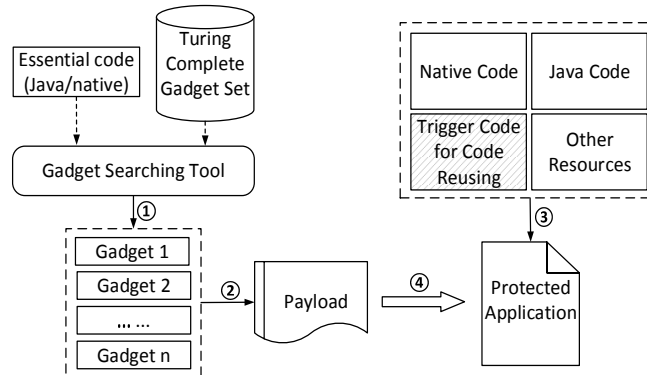 Essential code
(Java/native)
Turing
Complete
Gadget Set
Gadget Searching Tool
①
Gadget 1
Gadget 2
... ...
Gadget n
②
Payload
④
Native Code
Java Code
Trigger Code
for Code
Reusing
Other
Resources
③
Protected
Application